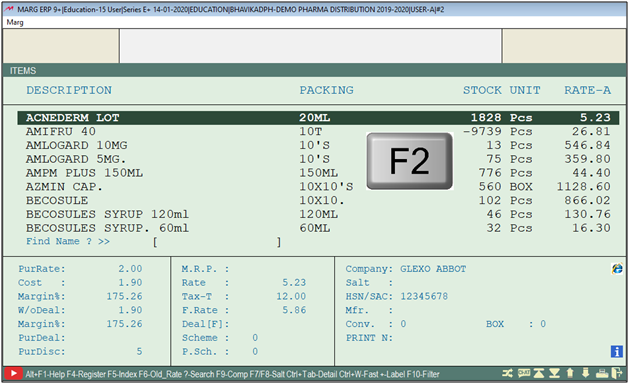 MARG ERP 9+|Education-15 User|Series E+ 14-01-2020|EDUCATION|BHAVIKADPH-DEMO PHARMA DISTRIBUTION 2019-2020|USER-A|#2
Marg
ITEMS
DESCRIPTION PACKING STOCK UNIT RATE-A
ACNEDERM LOT 20ML 1828 Pcs 5.23
AMIFRU 40 10T -9739 Pcs 26.81
AMLOGARD 10MG 10'S 13 Pcs 546.84
AMLOGARD 5MG. 10'S 75 Pcs 359.80
AMPM PLUS 150ML 150ML 776 Pcs 44.40
AZMIN CAP. 10X10'S 560 BOX 1128.60
BECOSULE 10X10. 102 Pcs 866.02
BECOSULES SYRUP 120ml 120ML 46 Pcs 130.76
BECOSULES SYRUP. 60ml 60ML 32 Pcs 16.30
F2
Find Name ? >> [ ]
PurRate: 2.00 M.R.P. : Company: GLEXO ABBOT
Cost : 1.90 Rate : 5.23 Salt :
Margin%: 175.26 Tax-T : 12.00 HSN/SAC: 12345678
W/oDeal: 1.90 F.Rate : 5.86 Mfr. :
Margin%: 175.26 Deal[F]: Conv. : 0 BOX : 0
PurDeal: Scheme : 0 PRINT N:
PurDisc: 5 P.Sch. : 0
Alt+F1-Help F4-Register F5-Index F6-Old_Rate ?-Search F9-Comp F7/F8-Salt Ctrl+Tab-Detail Ctrl+W-Fast +-Label F10-Filter